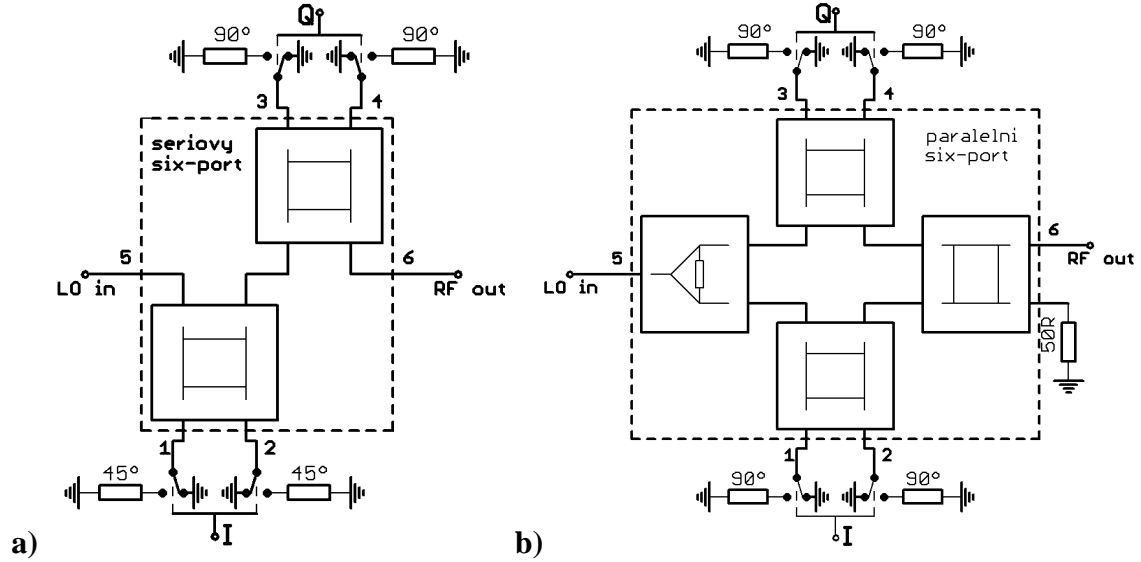 Q
90° 90°
3 4
seriovy
six-port
5
LO in
6
RF out
1 2
45° 45°
I
a)
Q
90° 90°
3 4
paralelni
six-port
5
LO in
6
RF out
50R
1 2
90° 90°
I
b)